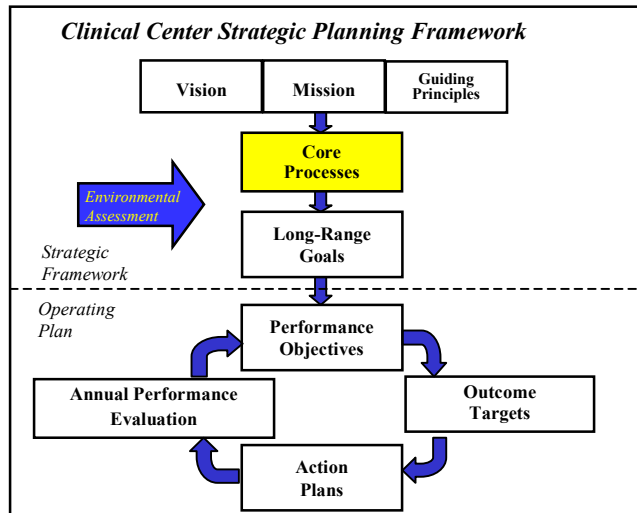 Clinical Center Strategic Planning Framework
Vision
Mission
Guiding
Principles
Core
Processes
Environmental
Assessment
Long-Range
Goals
Strategic
Framework
Operating
Plan
Performance
Objectives
Annual Performance
Evaluation
Outcome
Targets
Action
Plans